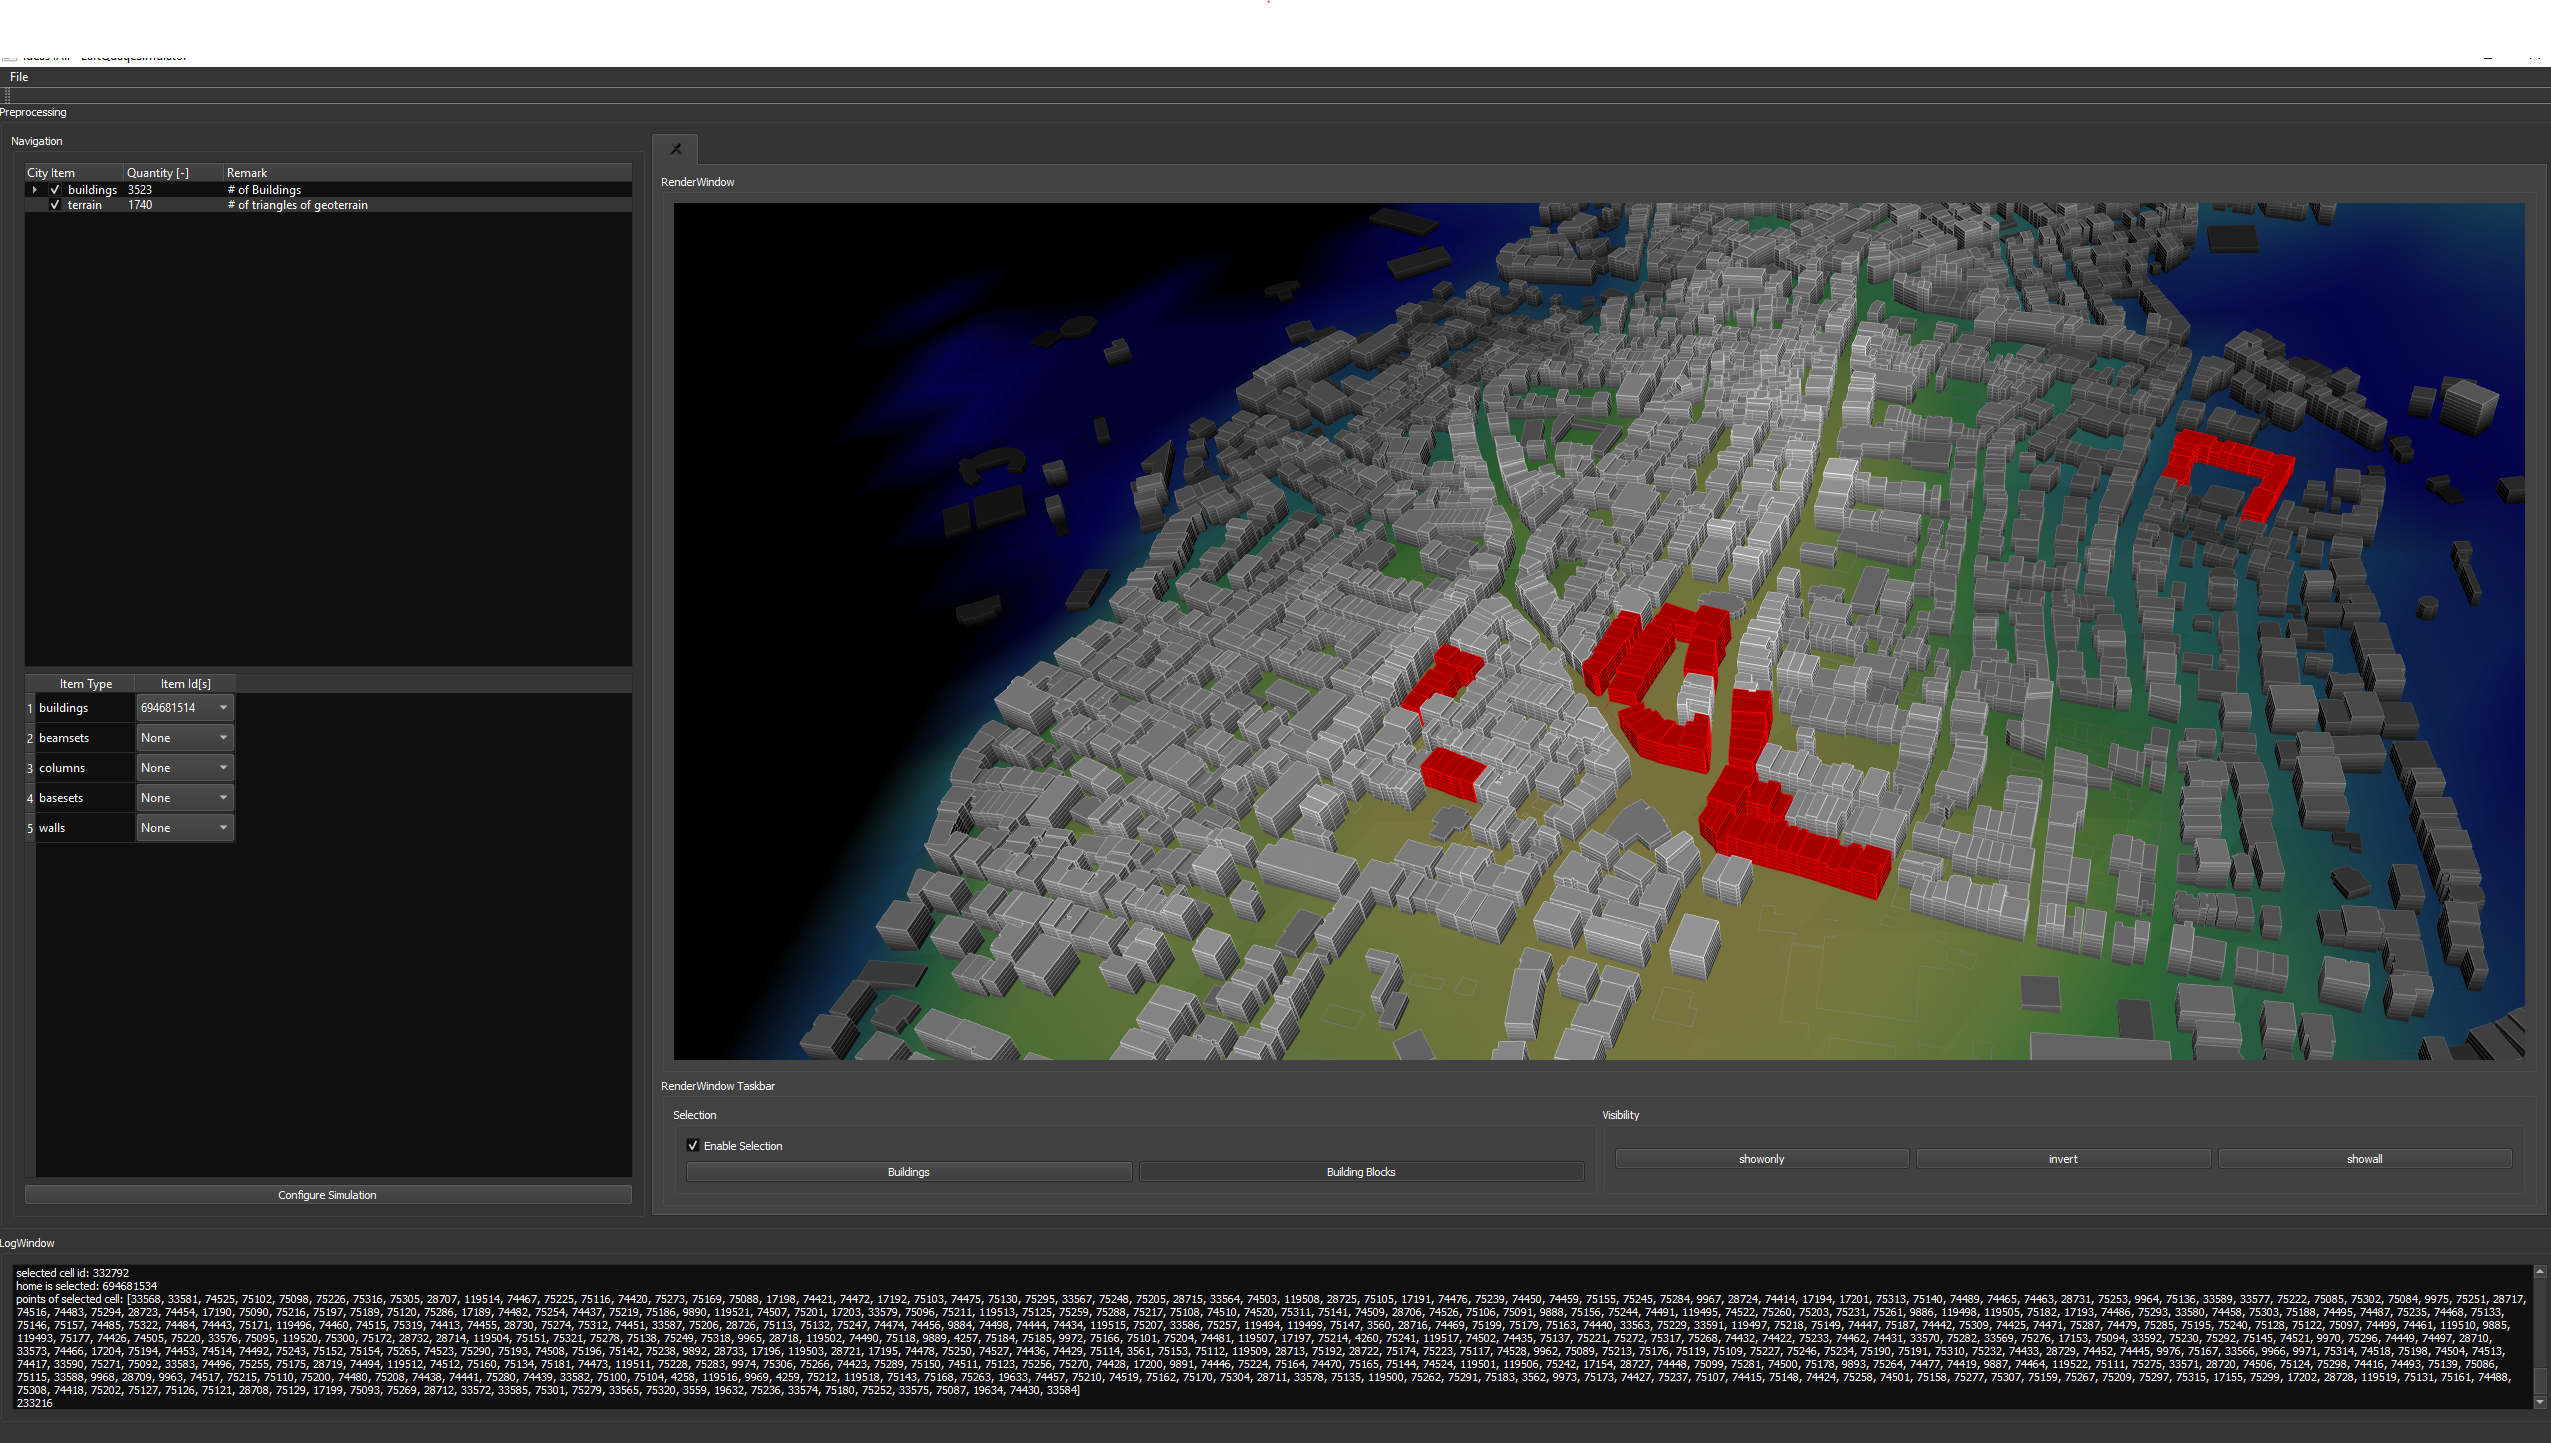 File
Preprocessing
Navigation
City Item Quantity [-] Remark
buildings 3523 # of Buildings
terrain 1740 # of triangles of geoterrain
Item Type Item Id[s]
1 buildings 694681514
2 beamsets None
3 columns None
4 basesets None
5 walls None
Configure Simulation
RenderWindow
RenderWindow Taskbar
Selection
Enable Selection
Buildings
Building Blocks
Visibility
showonly
invert
showall
LogWindow
selected cell id: 332792
home is selected: 694681534
points of selected cell: [33568, 33581, 74525, 75102, 75098, 75226, 75316, 75305, 28707, 119514, 74467, 75225, 75116, 74420, 75273, 75169, 75088, 17198, 74421, 74472, 17192, 75103, 74475, 75130, 75295, 33567, 75248, 75205, 28715, 33564, 74503, 119508, 28725, 75105, 17191, 74476, 75239, 74450, 74459, 75155, 75245, 75284, 9967, 28724, 74414, 17194, 17201, 75313, 75140, 74489, 74465, 74463, 28731, 75253, 9964, 75136, 33589, 33577, 75222, 75085, 75302, 75084, 9975, 75251, 28717,
74516, 74483, 75294, 28723, 74454, 17190, 75090, 75216, 75197, 75189, 75120, 75286, 17189, 74482, 75254, 74437, 75219, 75186, 9890, 119521, 74507, 75201, 17203, 33579, 75096, 75211, 119513, 75125, 75259, 75288, 75217, 75108, 74510, 74520, 75311, 75141, 74509, 28706, 74526, 75106, 75091, 9888, 75156, 75244, 74491, 119495, 74522, 75260, 75203, 75231, 75261, 9886, 119498, 119505, 75182, 17193, 74486, 75293, 33580, 74458, 75303, 75188, 74495, 74487, 75235, 74468, 75133,
75146, 75157, 74485, 75322, 74484, 74443, 75171, 119496, 74460, 74515, 75319, 74413, 74455, 28730, 75274, 75312, 74451, 33587, 75206, 28726, 75113, 75132, 75247, 74474, 74456, 9884, 74498, 74444, 74434, 119515, 75207, 33586, 75257, 119494, 119499, 75147, 3560, 28716, 74469, 75199, 75179, 75163, 74440, 33563, 75229, 33591, 119497, 75218, 75149, 74447, 75187, 74442, 75309, 74425, 74471, 75287, 74479, 75285, 75195, 75240, 75128, 75122, 75097, 74499, 74461, 119510, 9885,
119493, 75177, 74426, 74505, 75220, 33576, 75095, 119520, 75300, 75172, 28732, 28714, 119504, 75151, 75321, 75278, 75138, 75249, 75318, 9965, 28718, 119502, 74490, 75118, 9889, 4257, 75184, 75185, 9972, 75166, 75101, 75204, 74481, 119507, 17197, 75214, 4260, 75241, 119517, 74502, 74435, 75137, 75221, 75272, 75317, 75268, 74432, 74422, 75233, 74462, 74431, 33570, 75282, 33569, 75276, 17153, 75094, 33592, 75230, 75292, 75145, 74521, 9970, 75296, 74449, 74497, 28710,
33573, 74466, 17204, 75194, 74453, 74514, 74492, 75243, 75152, 75154, 75265, 74523, 75290, 75193, 74508, 75196, 75142, 75238, 9892, 28733, 17196, 119503, 28721, 17195, 74478, 75250, 74527, 74436, 74429, 75114, 3561, 75153, 75112, 119509, 28713, 75192, 28722, 75174, 75223, 75117, 74528, 9962, 75089, 75213, 75176, 75119, 75109, 75227, 75246, 75234, 75190, 75191, 75310, 75232, 74433, 28729, 74452, 74445, 9976, 75167, 33566, 9966, 9971, 75314, 74518, 75198, 74504, 74513,
74417, 33590, 75271, 75092, 33583, 74496, 75255, 75175, 28719, 74494, 119512, 74512, 75160, 75134, 75181, 74473, 119511, 75228, 75283, 9974, 75306, 75266, 74423, 75289, 75150, 74511, 75123, 75256, 75270, 74428, 17200, 9891, 74446, 75224, 75164, 74470, 75165, 75144, 74524, 119501, 119506, 75242, 17154, 28727, 74448, 75099, 75281, 74500, 75178, 9893, 75264, 74477, 74419, 9887, 74464, 119522, 75111, 75275, 33571, 28720, 74506, 75124, 75298, 74416, 74493, 75139, 75086,
75115, 33588, 9968, 28709, 9963, 74517, 75215, 75110, 75200, 74480, 75208, 74438, 74441, 75280, 74439, 33582, 75100, 75104, 4258, 119516, 9969, 4259, 75212, 119518, 75143, 75168, 75263, 19633, 74457, 75210, 74519, 75162, 75170, 75304, 28711, 33578, 75135, 119500, 75262, 75291, 75183, 3562, 9973, 75173, 74427, 75237, 75107, 74415, 75148, 74424, 75258, 74501, 75158, 75277, 75307, 75159, 75267, 75209, 75297, 75315, 17155, 75299, 17202, 28728, 119519, 75131, 75161, 74488,
75308, 74418, 75202, 75127, 75126, 75121, 28708, 75129, 17199, 75093, 75269, 28712, 33572, 33585, 75301, 75279, 33565, 75320, 3559, 19632, 75236, 33574, 75180, 75252, 33575, 75087, 19634, 74430, 33584]
233216